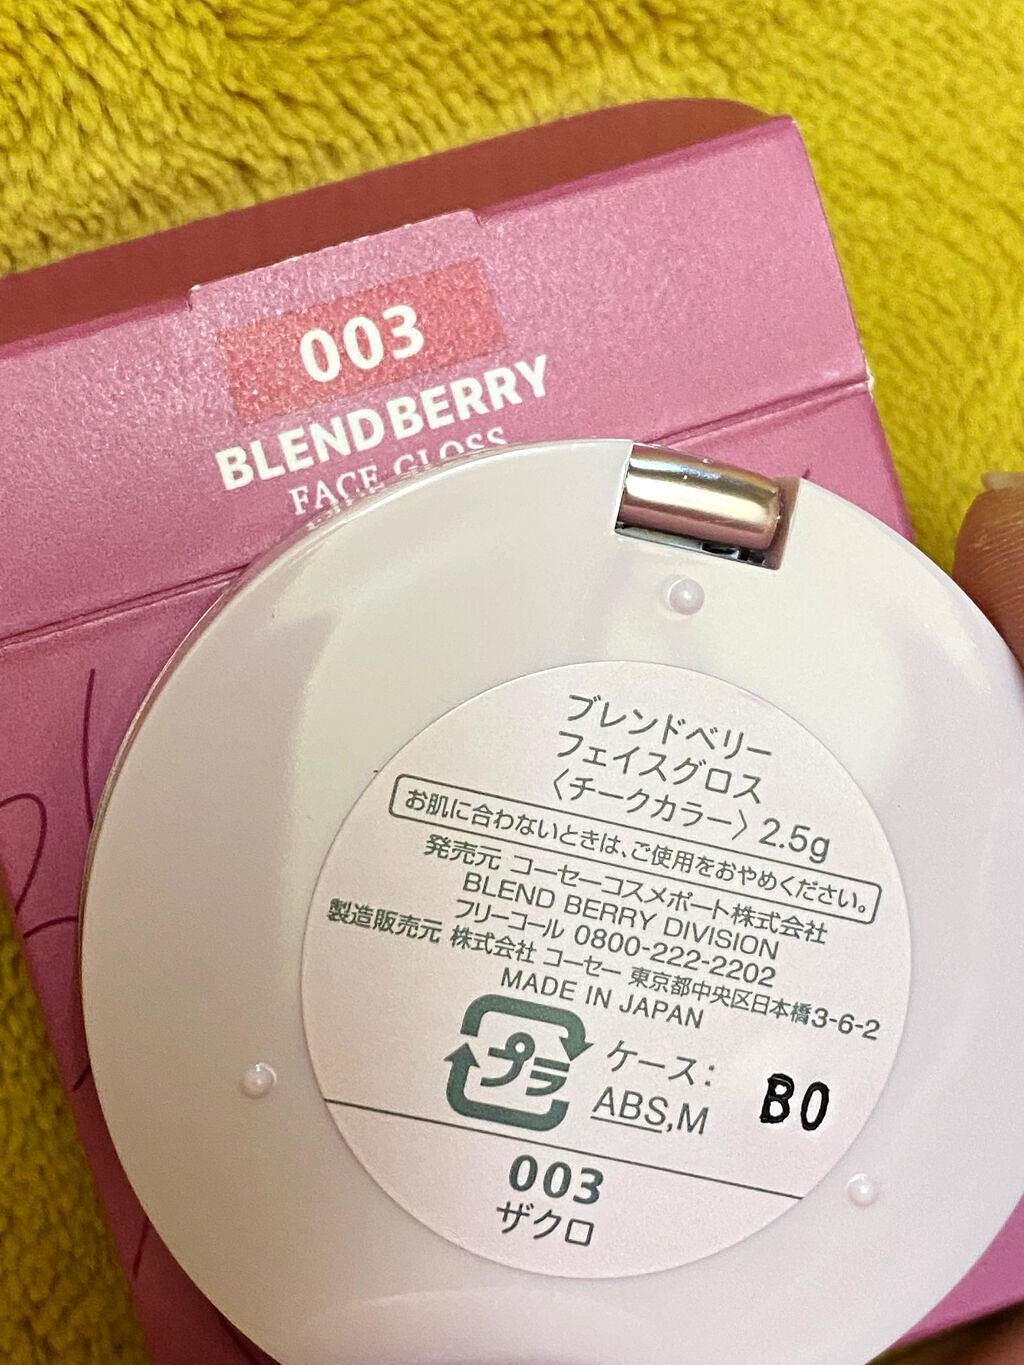 003
BLEND BERRY
FACE GLOSS
ブレンドベリー
フェイスグロス
〈チークカラー〉 2.5g
お肌に合わないときは、ご使用をおやめください。
発売元 コーセーコスメポート株式会社
BLEND BERRY DIVISION
フリーコール 0800-222-2202
製造販売元 株式会社 コーセー 東京都中央区日本橋3-6-2
MADE IN JAPAN
プラ
ケース:
ABS,M
B0
003
ザクロ